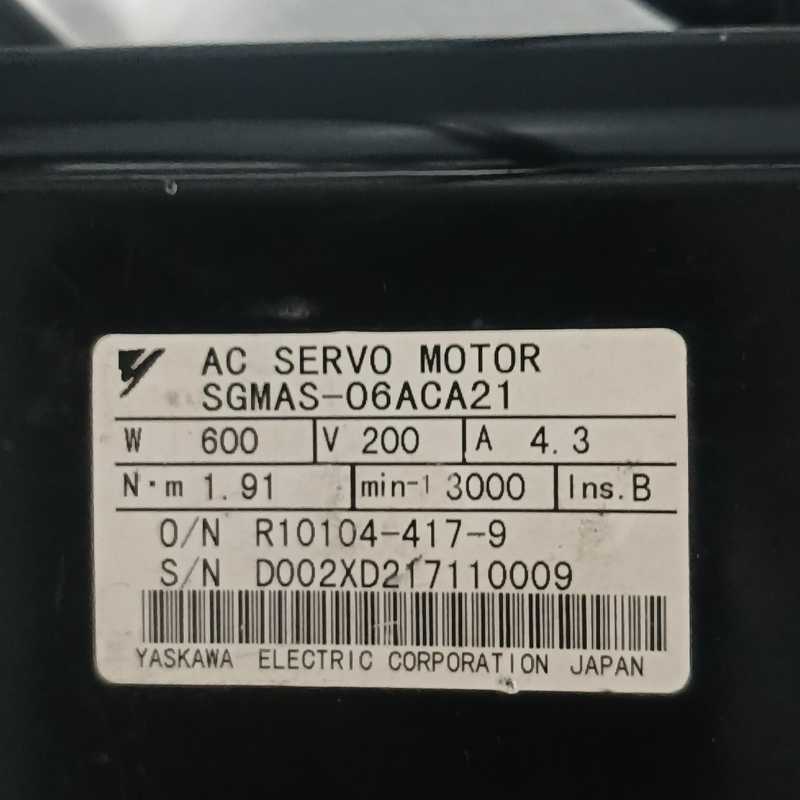 AC SERVO MOTOR
SGMAS-06ACA21
W 600 V 200 A 4.3
N·m 1.91 min-1 3000 Ins.B
O/N R10104-417-9
S/N D002XD217110009
YASKAWA ELECTRIC CORPORATION JAPAN